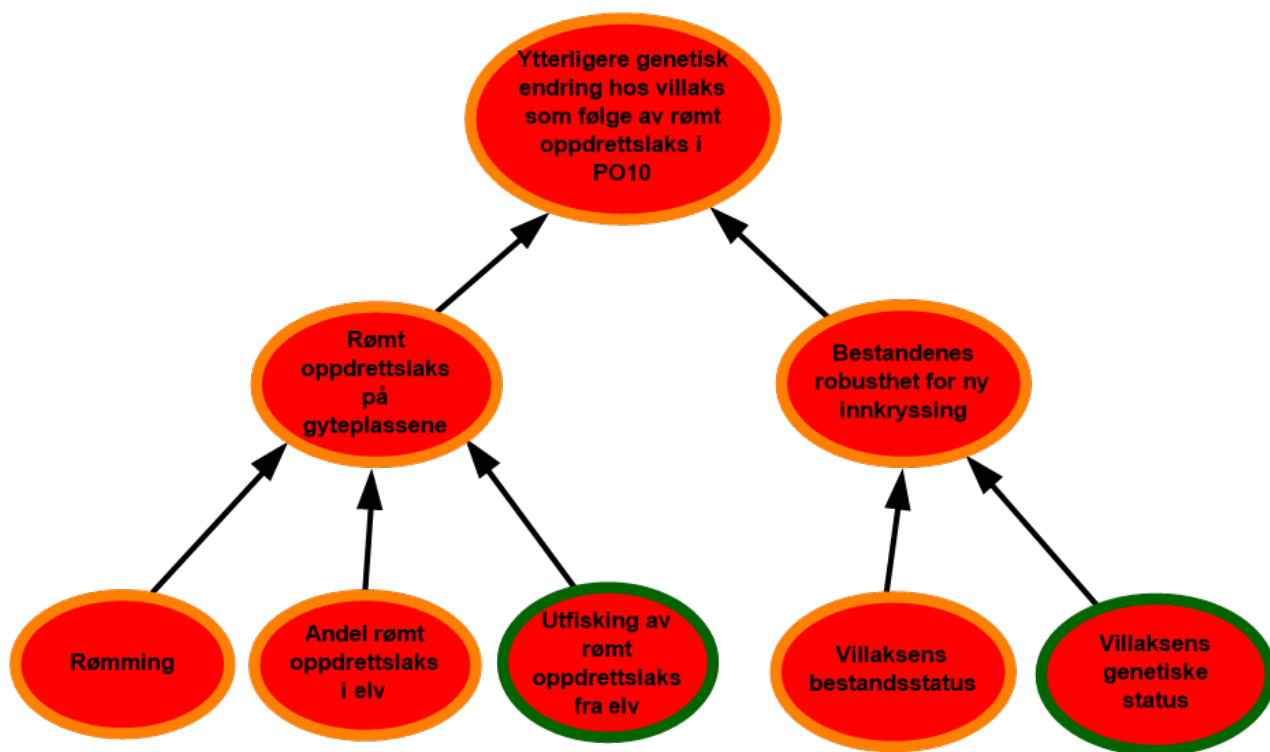 Ytterligere genetisk
endring hos villaks
som følge av rømt
oppdrettslaks i
PO10
Rømt
oppdrettslaks
på
gyteplassene
Bestandenes
robusthet for ny
innkryssing
Rømming
Andel rømt
oppdrettslaks
i elv
Utfisking av
rømt
oppdrettslaks
fra elv
Villaksens
bestandsstatus
Villaksens
genetiske
status